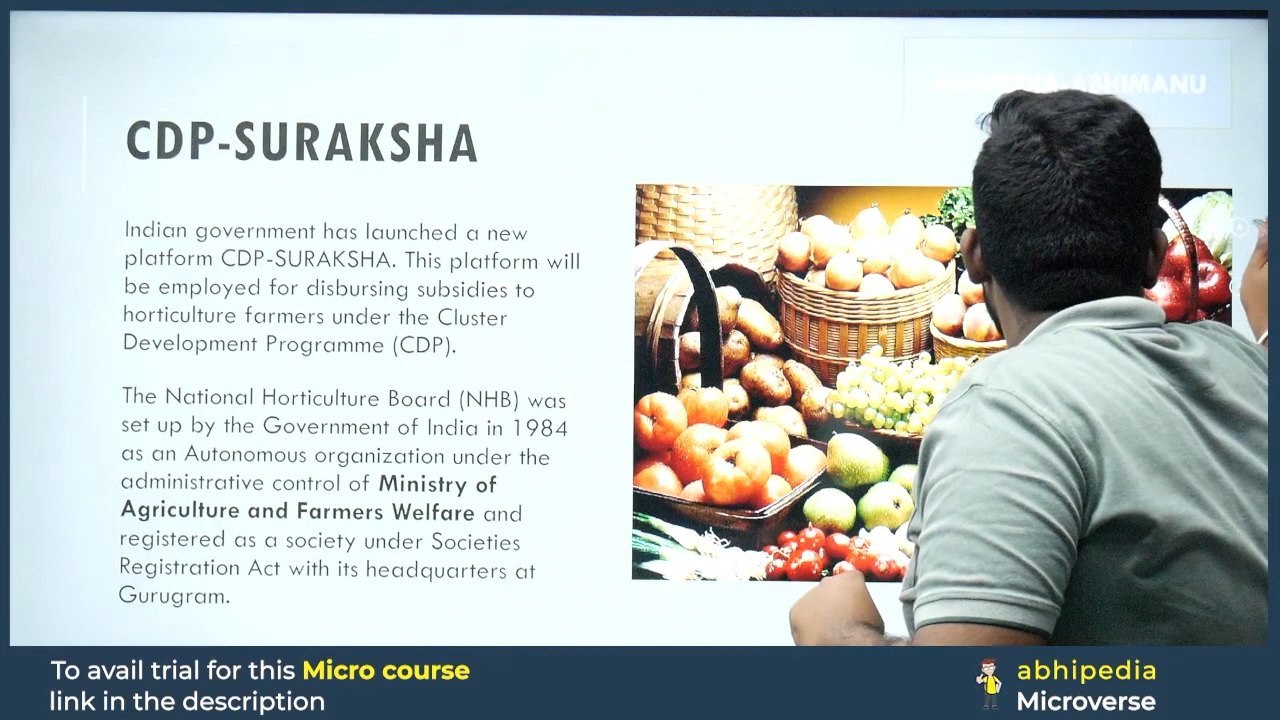 ABHIMANU
CDP-SURAKSHA
Indian government has launched a new
platform CDP-SURAKSHA. This platform will
be employed for disbursing subsidies to
horticulture farmers under the Cluster
Development Programme (CDP).
The National Horticulture Board (NHB) was
set up by the Government of India in 1984
as an Autonomous organization under the
administrative control of Ministry of
Agriculture and Farmers Welfare and
registered as a society under Societies
Registration Act with its headquarters at
Gurugram.
To avail trial for this Micro course
link in the description
abhipedia
Microverse